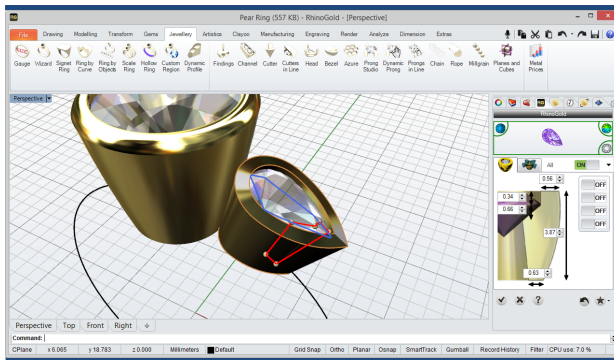 Pear Ring (557 KB) - RhinoGold - [Perspective]
File Drawing Modelling Transform Gems Jewellery Artistics Clayoo Manufacturing Engraving Render Analyze Dimension Extras
Gauge Wizard Signet Ring Ring by Curve Ring by Objects Scale Ring Hollow Ring Custom Region Dynamic Profile Findings Channel Cutter Cutters in Line Head Bezel Azure Prong Studio Dynamic Prong Prongs in Line Chain Rope Millgrain Planes and Cubes Metal Prices
Perspective
RhinoGold
All ON
0.56
OFF
0.34
OFF
0.66
OFF
3.87
OFF
0.63
Perspective Top Front Right
Command:
CPlane x 6.065 y 18.783 z 0.000 Millimeters Default Grid Snap Ortho Planar Osnap SmartTrack Gumball Record History Filter CPU use: 7.0 %